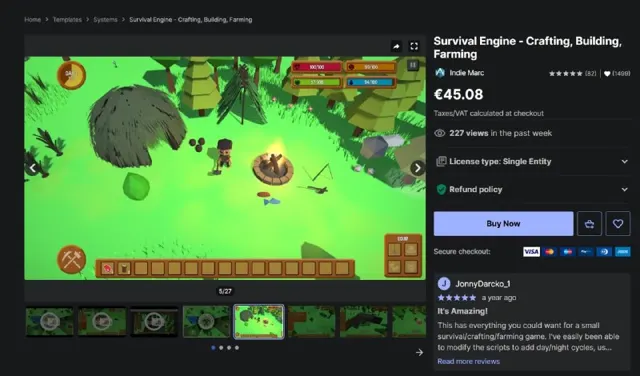 Home > Templates > Systems > Survival Engine - Crafting, Building, Farming
Survival Engine - Crafting, Building,
Farming
Indie Marc
(82) | (1499)
€45.08
Taxes/VAT calculated at checkout
227 views in the past week
License type: Single Entity
Refund policy
Buy Now
Secure checkout:
VISA
100/100
5/27
J
JonnyDarcko_1
a year ago
It's Amazing!
This has everything you could want for a small
survival/crafting/farming game. I've easily been able
to modify the scripts to add day/night cycles, us...
Read more reviews